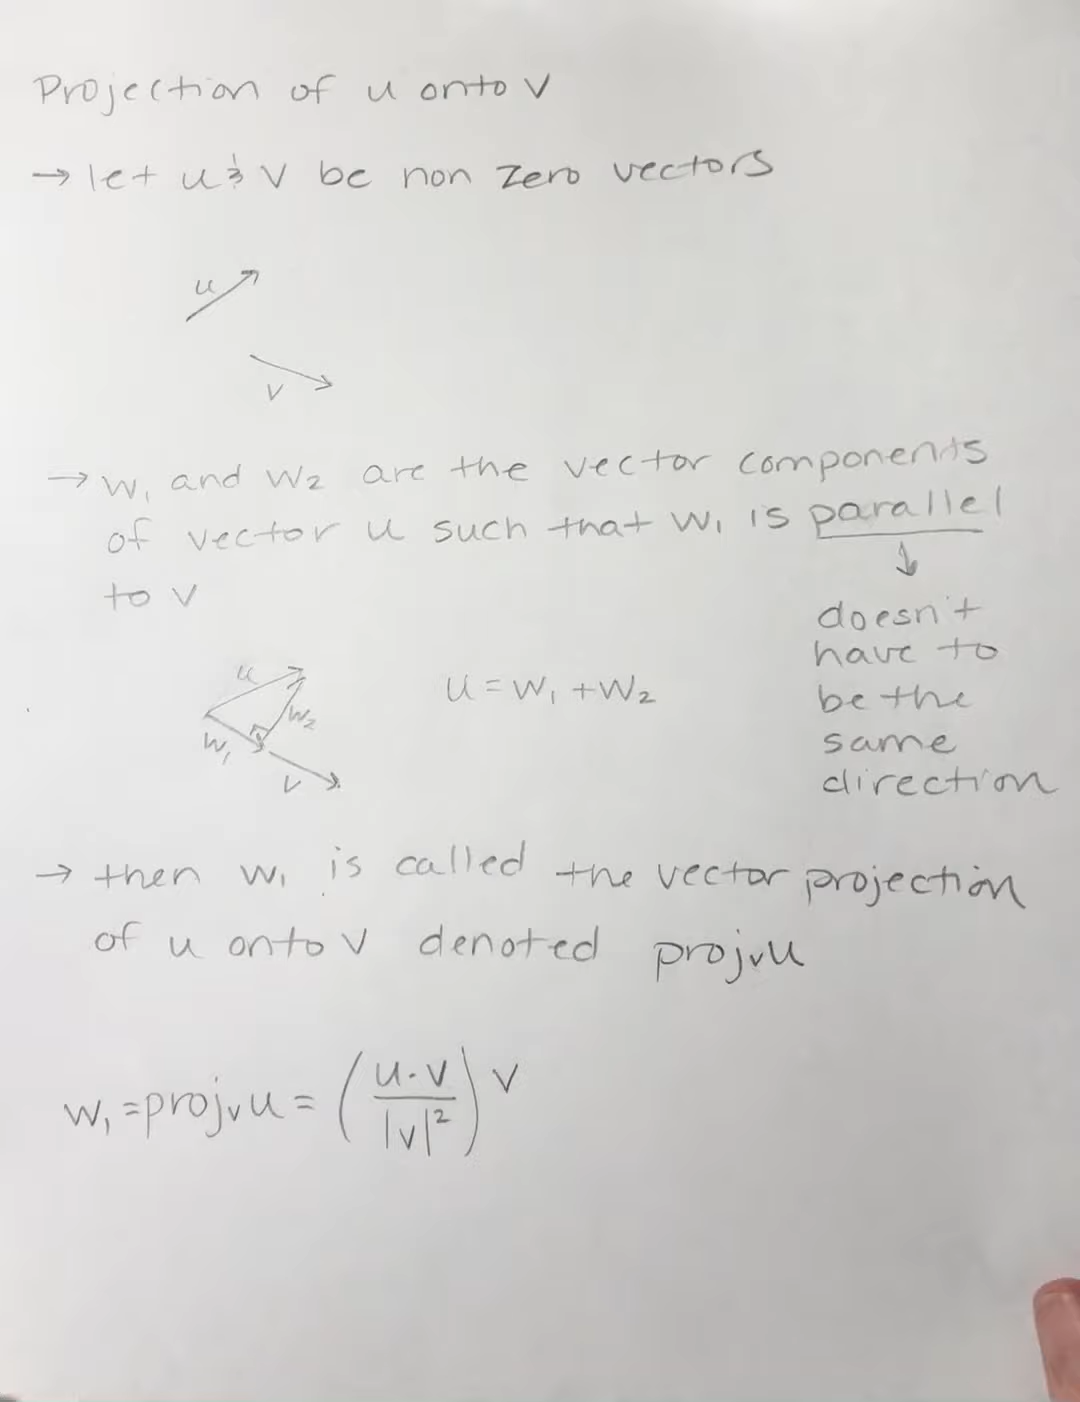 Projection of u onto v
→ let u & v be non zero vectors
u
v
→ w₁ and w₂ are the vector components
of vector u such that w₁ is parallel
to v
↓
doesn't
have to
be the
same
direction
u
w₂
w₁
v
u = w₁ + w₂
→ then w₁ is called the vector projection
of u onto v denoted projᵥu
w₁ = projᵥu = (u·v / |v|²) v